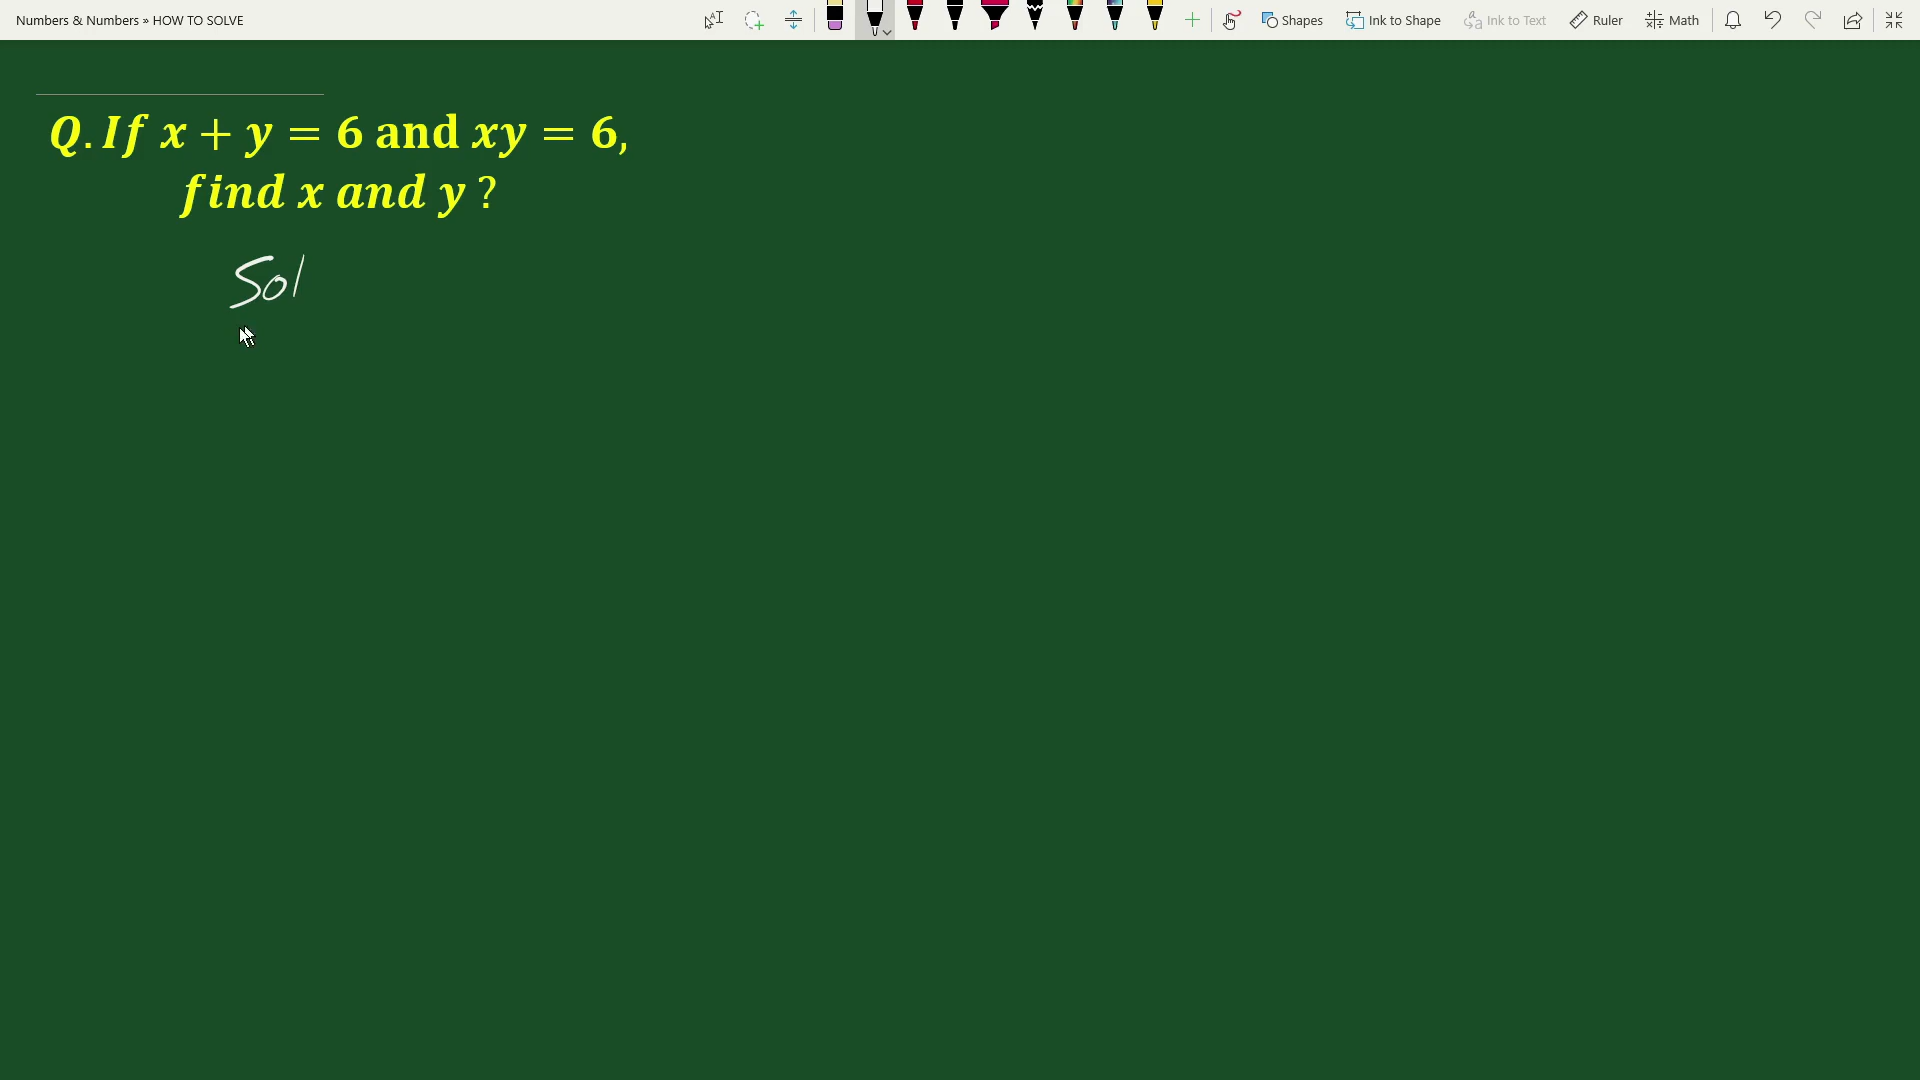 Numbers & Numbers » HOW TO SOLVE
Shapes
Ink to Shape
Ink to Text
Ruler
Math
Q. If x + y = 6 and xy = 6,
find x and y ?
Sol